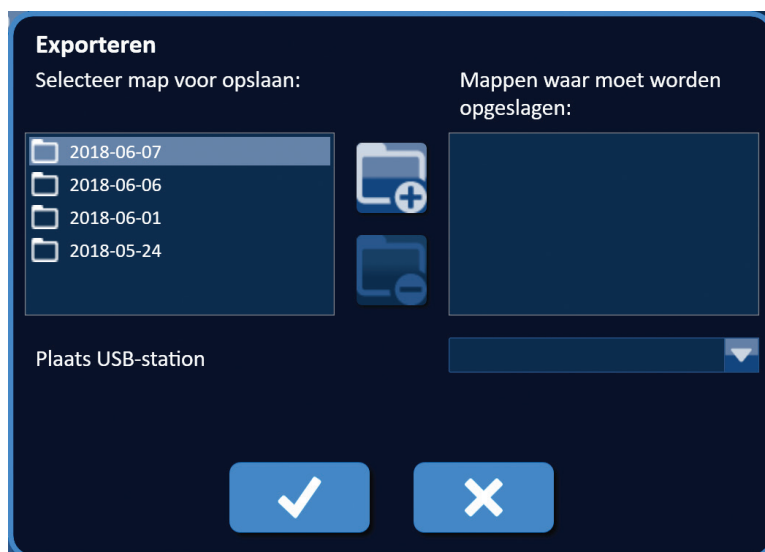 Exporteren
Selecteer map voor opslaan:
Mappen waar moet worden
opgeslagen:
2018-06-07
2018-06-06
2018-06-01
2018-05-24
Plaats USB-station